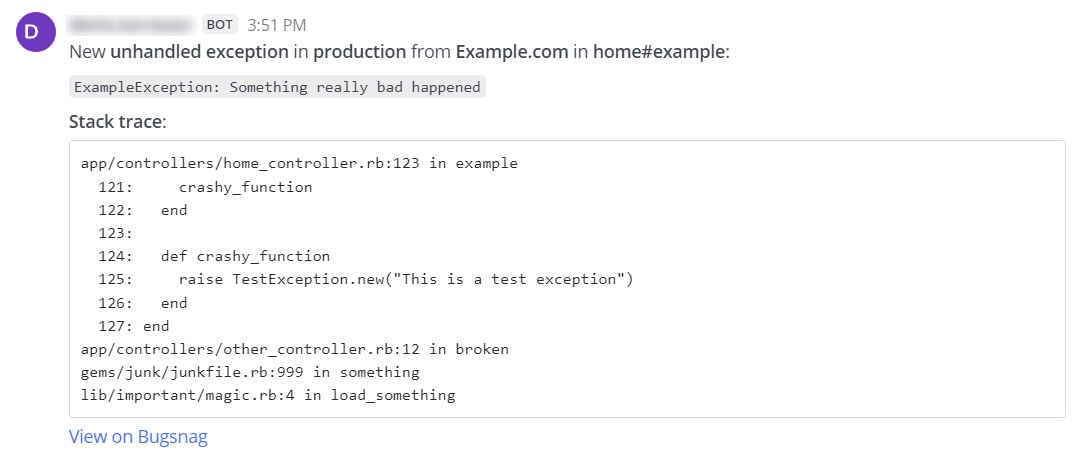 D
BOT 3:51 PM
New unhandled exception in production from Example.com in home#example:
ExampleException: Something really bad happened
Stack trace:
app/controllers/home_controller.rb:123 in example
  121:     crashy_function
  122:   end
  123:
  124:   def crashy_function
  125:     raise TestException.new("This is a test exception")
  126:   end
  127: end
app/controllers/other_controller.rb:12 in broken
gems/junk/junkfile.rb:999 in something
lib/important/magic.rb:4 in load_something
View on Bugsnag